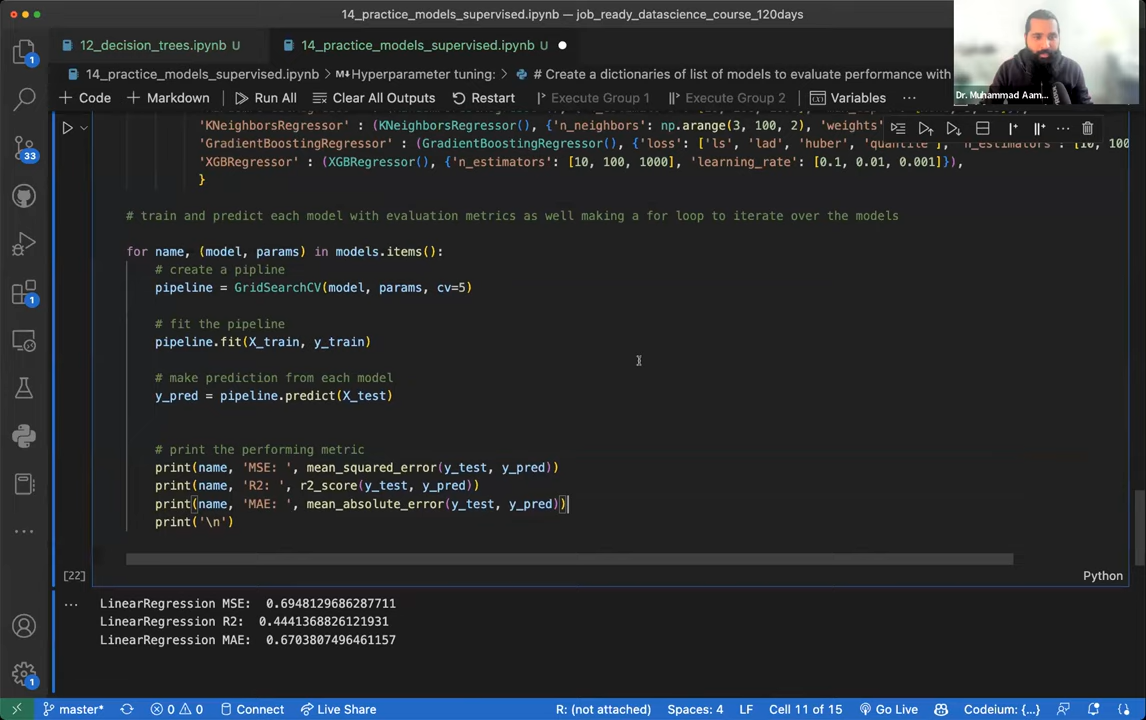 14_practice_models_supervised.ipynb — job_ready_datascience_course_120days
12_decision_trees.ipynb U
14_practice_models_supervised.ipynb U
14_practice_models_supervised.ipynb > M↓Hyperparameter tuning: > # Create a dictionaries of list of models to evaluate performance with
Code Markdown Run All Clear All Outputs Restart Execute Group 1 Execute Group 2 Variables ...
Dr. Muhammad Aam...
'KNeighborsRegressor' : (KNeighborsRegressor(), {'n_neighbors': np.arange(3, 100, 2), 'weights'
'GradientBoostingRegressor' : (GradientBoostingRegressor(), {'loss': ['ls', 'lad', 'huber', 'quantile'], 'n_estimators': [10, 100
'XGBRegressor' : (XGBRegressor(), {'n_estimators': [10, 100, 1000], 'learning_rate': [0.1, 0.01, 0.001]}),
}
# train and predict each model with evaluation metrics as well making a for loop to iterate over the models
for name, (model, params) in models.items():
# create a pipline
pipeline = GridSearchCV(model, params, cv=5)
# fit the pipeline
pipeline.fit(X_train, y_train)
# make prediction from each model
y_pred = pipeline.predict(X_test)
# print the performing metric
print(name, 'MSE: ', mean_squared_error(y_test, y_pred))
print(name, 'R2: ', r2_score(y_test, y_pred))
print(name, 'MAE: ', mean_absolute_error(y_test, y_pred))
print('\n')
[22]
Python
LinearRegression MSE:  0.6948129686287711
LinearRegression R2:  0.4441368826121931
LinearRegression MAE:  0.6703807496461157
1
33
1
1
master* 0 0 Connect Live Share R: (not attached) Spaces: 4 LF Cell 11 of 15 Go Live Codeium: {...}